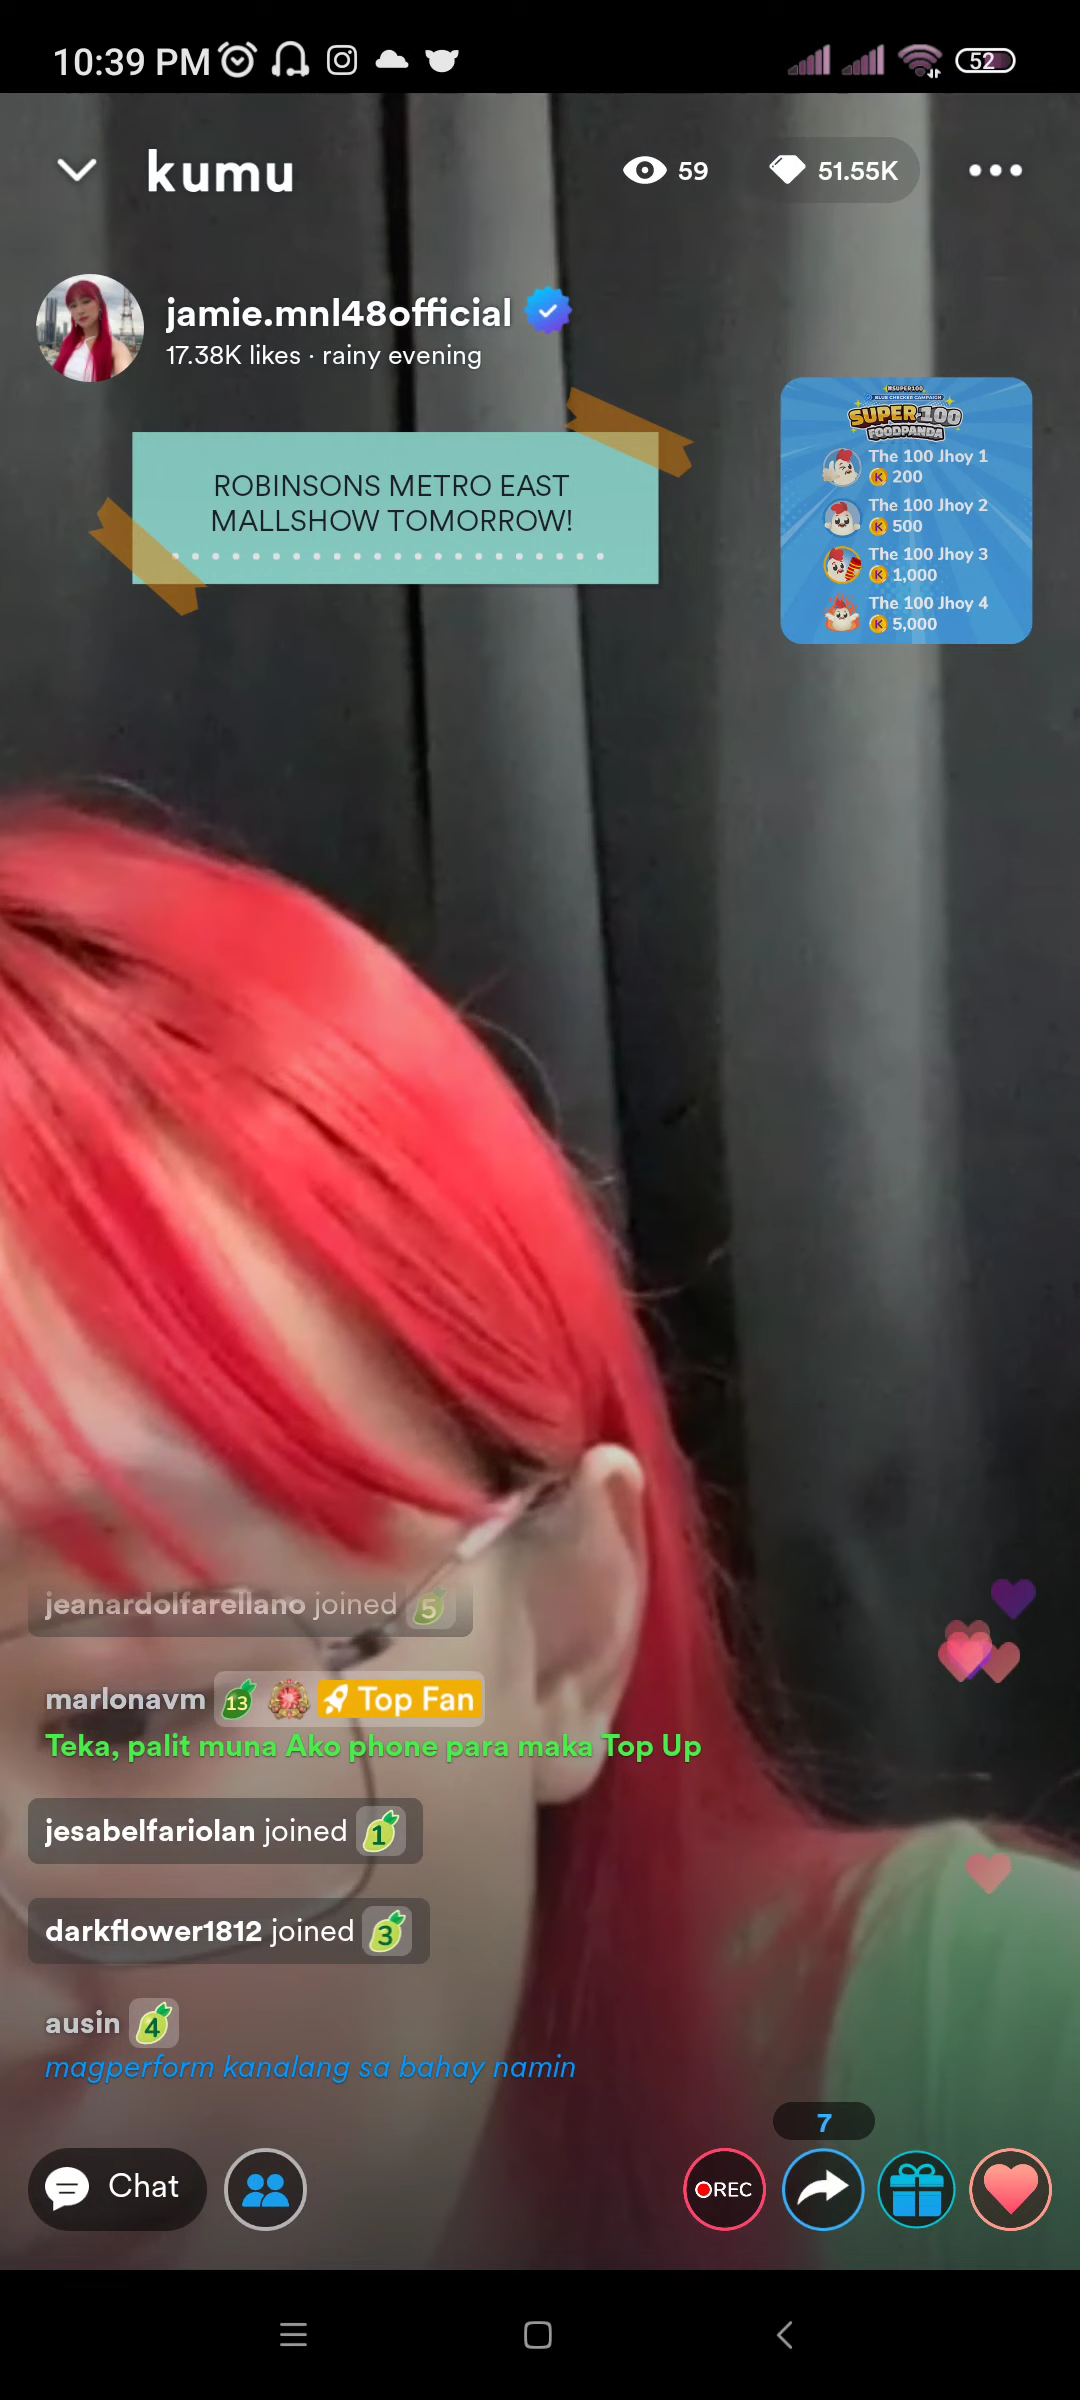 10:39 PM
52
kumu
59
51.55K
jamie.mnl48official
17.38K likes · rainy evening
ROBINSONS METRO EAST
MALLSHOW TOMORROW!
#SUPER100
BLUE CHECKER CAMPAIGN
SUPER 100
FOODPANDA
The 100 Jhoy 1
K 200
The 100 Jhoy 2
K 500
The 100 Jhoy 3
K 1,000
The 100 Jhoy 4
K 5,000
jeanardolfarellano joined 5
marlonavm 13 Top Fan
Teka, palit muna Ako phone para maka Top Up
jesabelfariolan joined 1
darkflower1812 joined 3
ausin 4
magperform kanalang sa bahay namin
7
Chat
REC